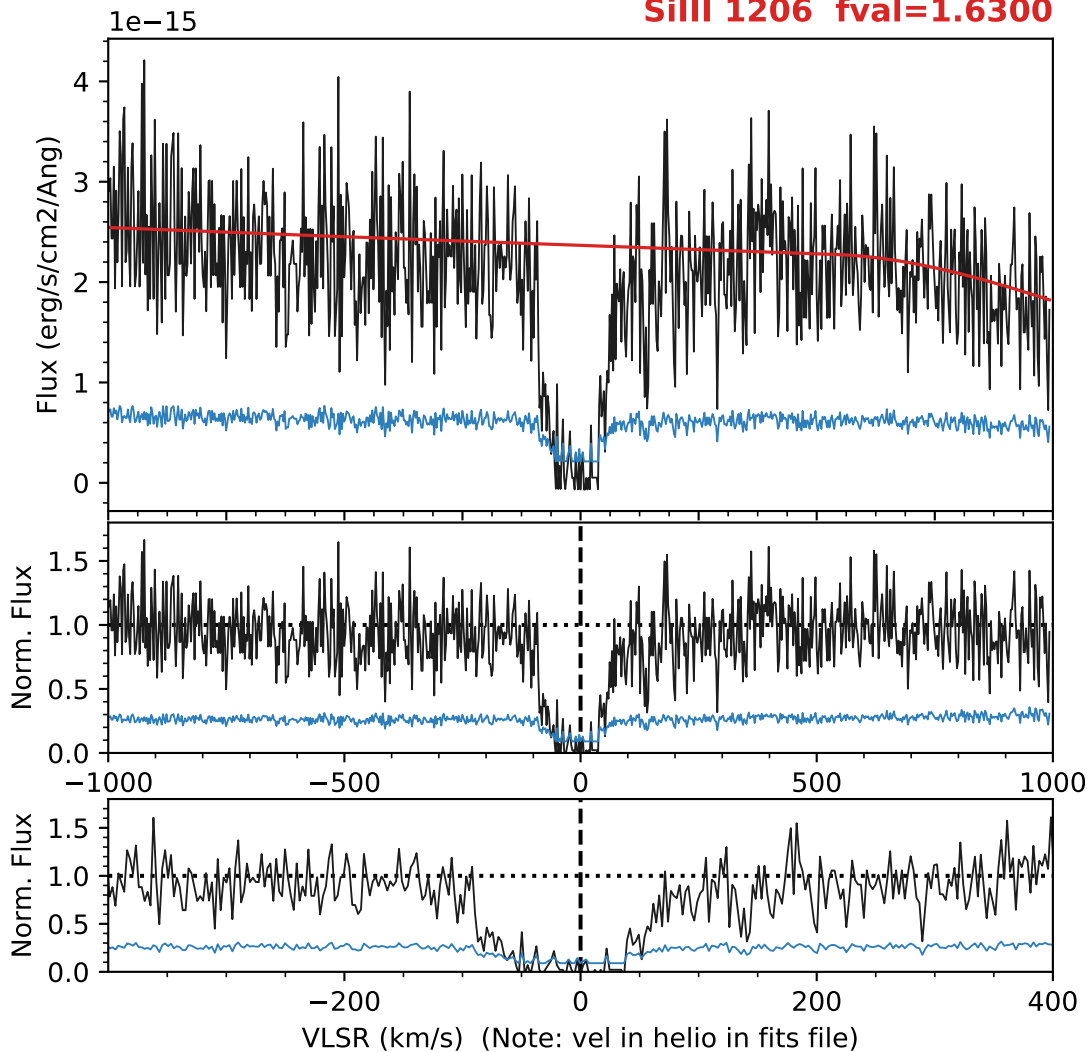 SiIII 1206 fval=1.6300
1e−15
4
3
2
1
0
Flux (erg/s/cm2/Ang)
1.5
1.0
0.5
0.0
Norm. Flux
−1000 −500 0 500 1000
1.5
1.0
0.5
0.0
Norm. Flux
−200 0 200 400
VLSR (km/s) (Note: vel in helio in fits file)